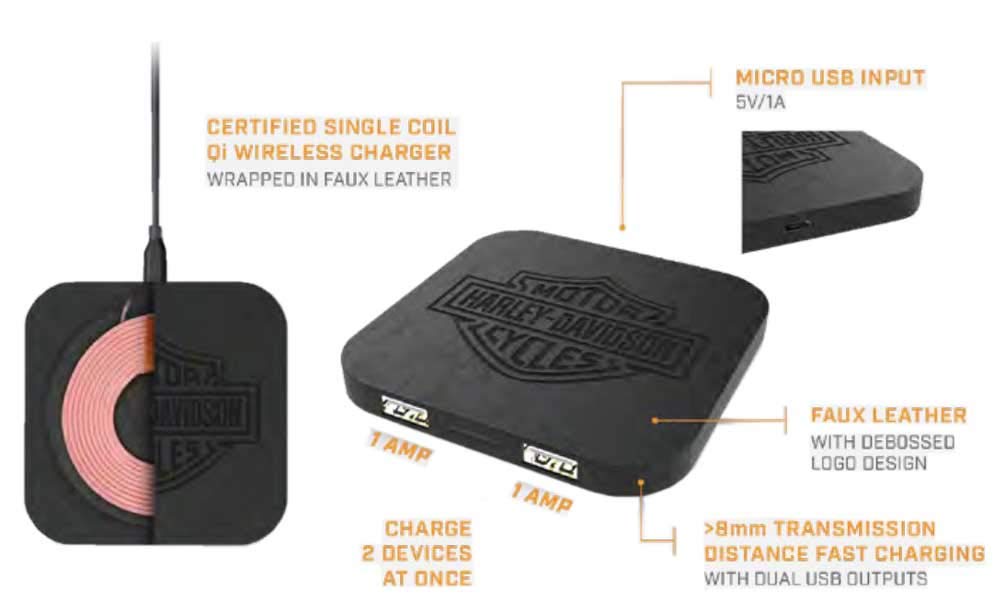 CERTIFIED SINGLE COIL
Qi WIRELESS CHARGER
WRAPPED IN FAUX LEATHER
MICRO USB INPUT
5V/1A
MOTOR
HARLEY-DAVIDSON
CYCLES
DAVIDSON
1 AMP
1 AMP
FAUX LEATHER
WITH DEBOSSED
LOGO DESIGN
CHARGE
2 DEVICES
AT ONCE
>8mm TRANSMISSION
DISTANCE FAST CHARGING
WITH DUAL USB OUTPUTS